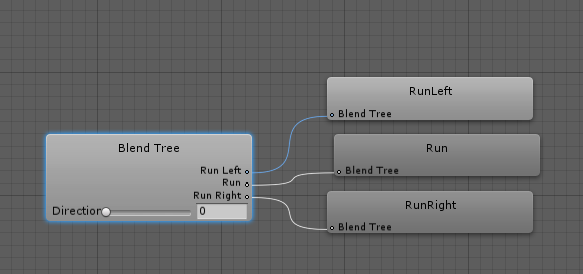 Blend Tree
Run Left
Run
Run Right
Direction
0
RunLeft
Blend Tree
Run
Blend Tree
RunRight
Blend Tree